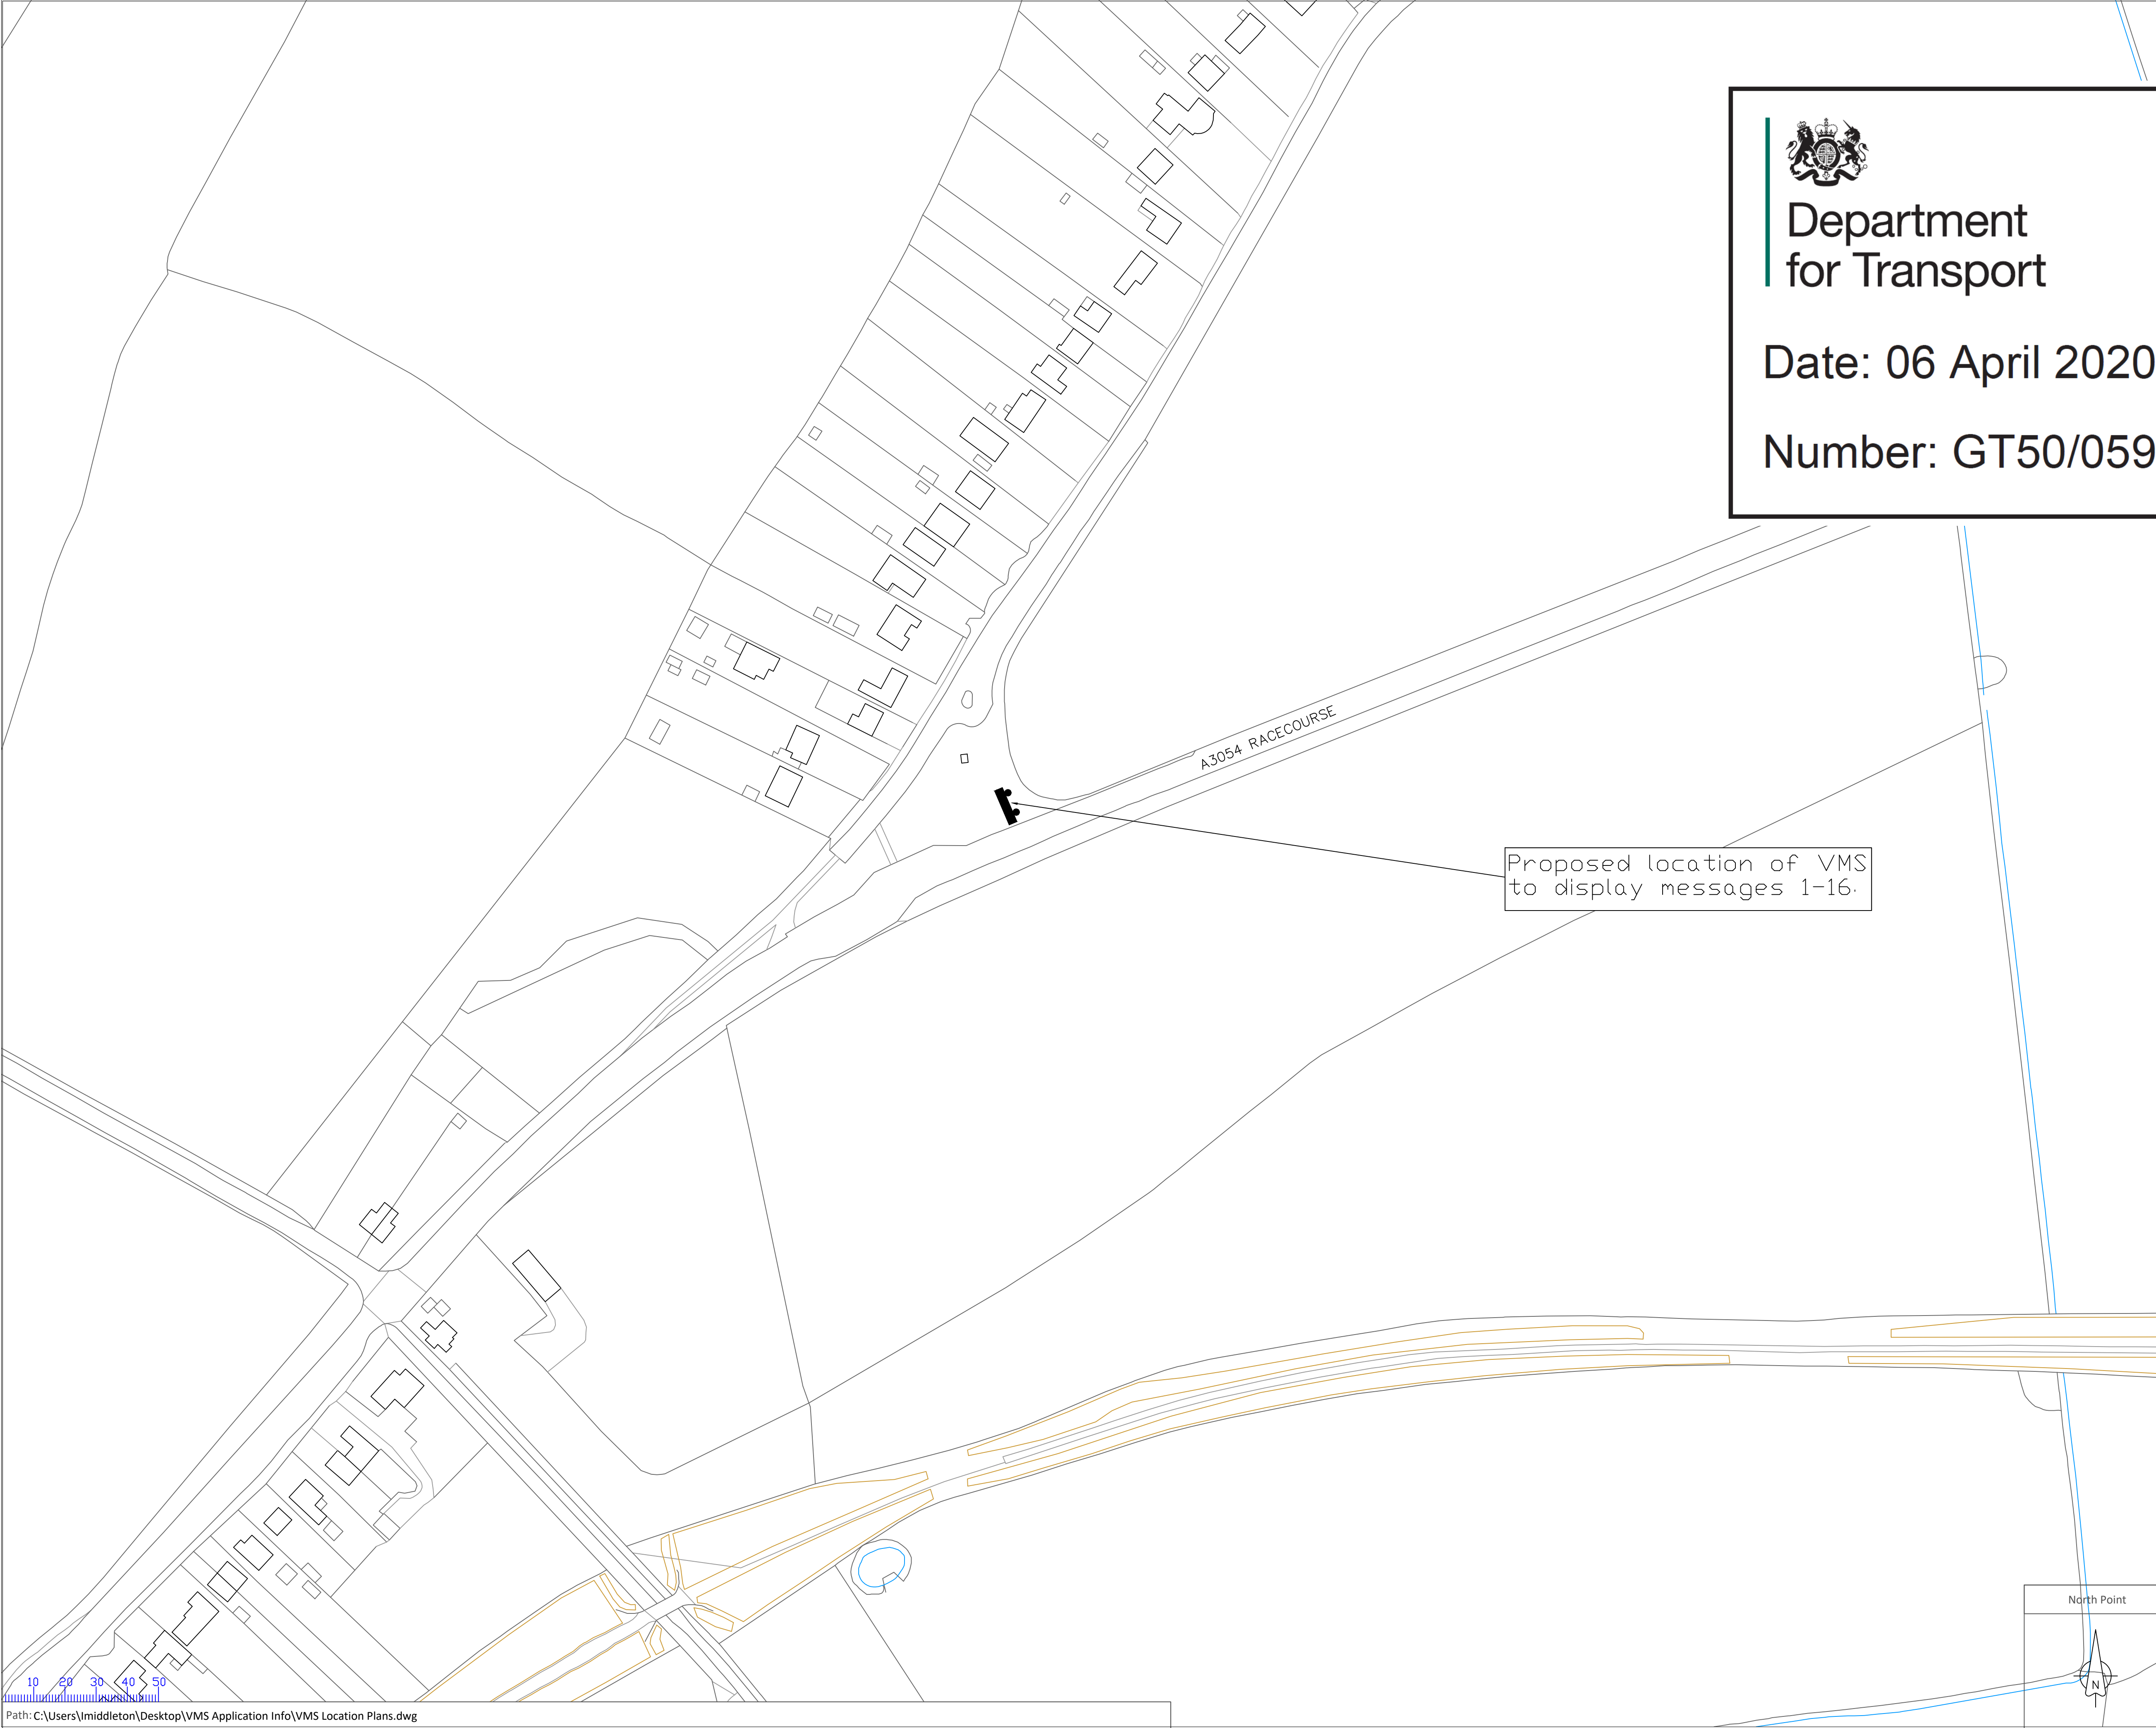 Department
for Transport
Date: 06 April 2020
Number: GT50/059
A3054 RACECOURSE
Proposed location of VMS
to display messages 1-16.
North Point
N
10 20 30 40 50
Path: C:\Users\lmiddleton\Desktop\VMS Application Info\VMS Location Plans.dwg